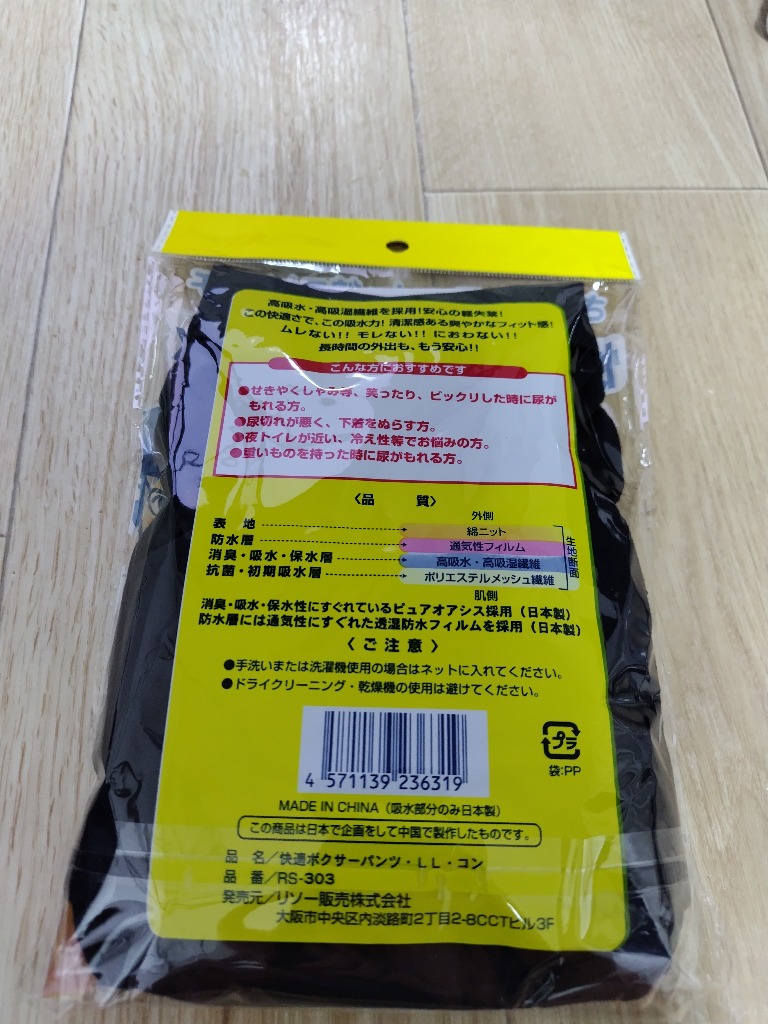 高吸水・高吸湿繊維を採用!安心の軽失禁!
この快適さで、この吸水力!清潔感ある爽やかなフィット感!
ムレない!! モレない!! におわない!!
長時間の外出も、もう安心!!
こんな方におすすめです
●せきやくしゃみ等、笑ったり、ビックリした時に尿が
もれる方。
●尿切れが悪く、下着をぬらす方。
●夜トイレが近い、冷え性等でお悩みの方。
●重いものを持った時に尿がもれる方。
〈品 質〉
外側
表 地 綿ニット
防水層 通気性フィルム
消臭・吸水・保水層 高吸水・高吸湿繊維
抗菌・初期吸水層 ポリエステルメッシュ繊維
生地断面
肌側
消臭・吸水・保水性にすぐれているピュアオアシス採用(日本製)
防水層には通気性にすぐれた透湿防水フィルムを採用(日本製)
〈ご注意〉
●手洗いまたは洗濯機使用の場合はネットに入れてください。
●ドライクリーニング・乾燥機の使用は避けてください。
4 571139 236319
プラ
袋:PP
MADE IN CHINA(吸水部分のみ日本製)
この商品は日本で企画をして中国で製作したものです。
品 名/快適ボクサーパンツ・LL・コン
品 番/RS-303
発売元/リソー販売株式会社
大阪市中央区内淡路町2丁目2-8CCTビル3F